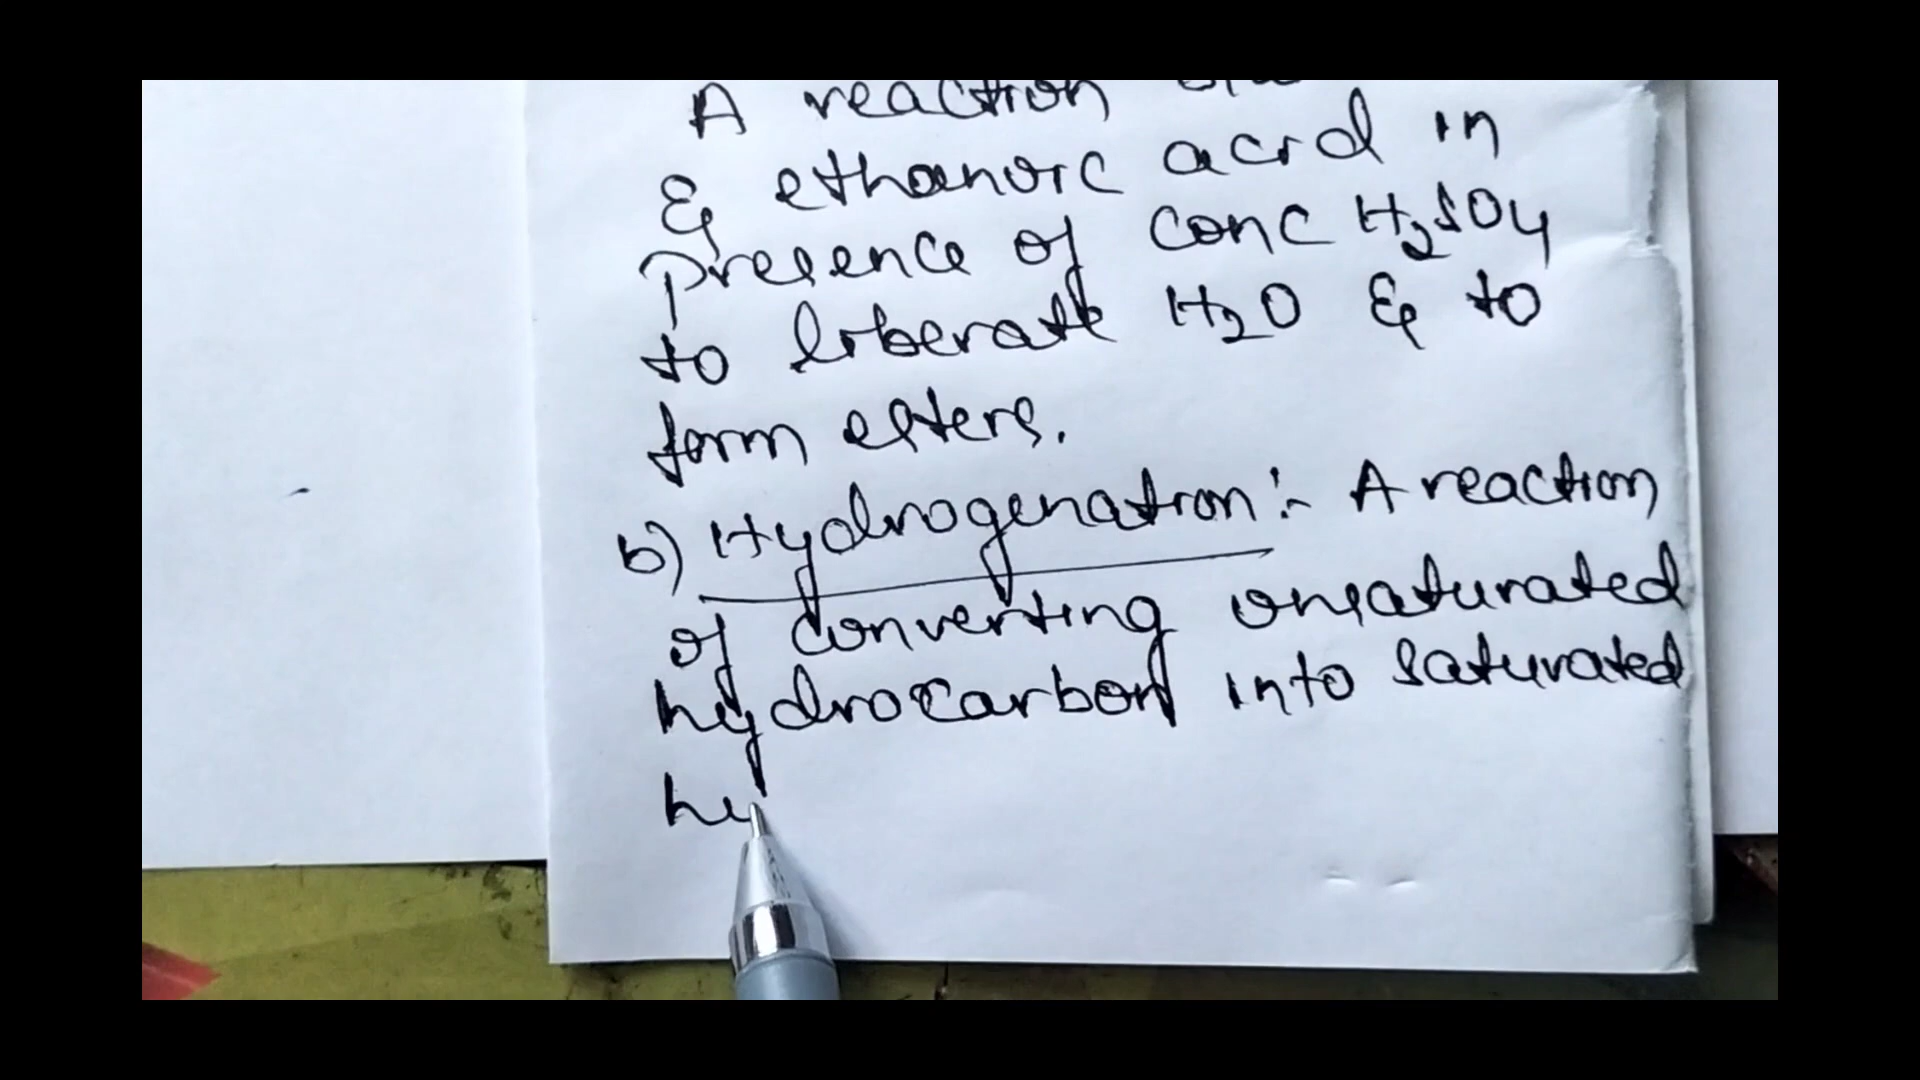 A reaction
& ethanoic acid in
presence of conc H₂SO₄
to liberate H₂O & to
form esters.
b) Hydrogenation :- A reaction
of converting unsaturated
hydrocarbon into saturated
hy